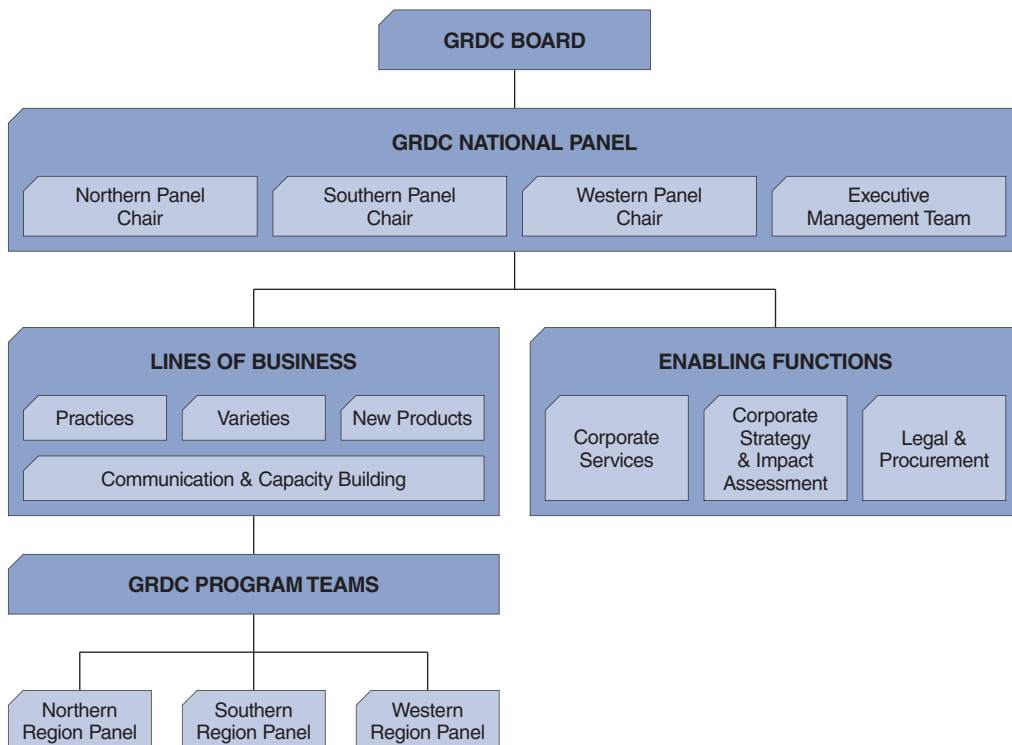 GRDC BOARD
GRDC NATIONAL PANEL
Northern Panel
Chair
Southern Panel
Chair
Western Panel
Chair
Executive
Management Team
LINES OF BUSINESS
Practices
Varieties
New Products
Communication & Capacity Building
ENABLING FUNCTIONS
Corporate
Services
Corporate
Strategy
& Impact
Assessment
Legal &
Procurement
GRDC PROGRAM TEAMS
Northern
Region Panel
Southern
Region Panel
Western
Region Panel